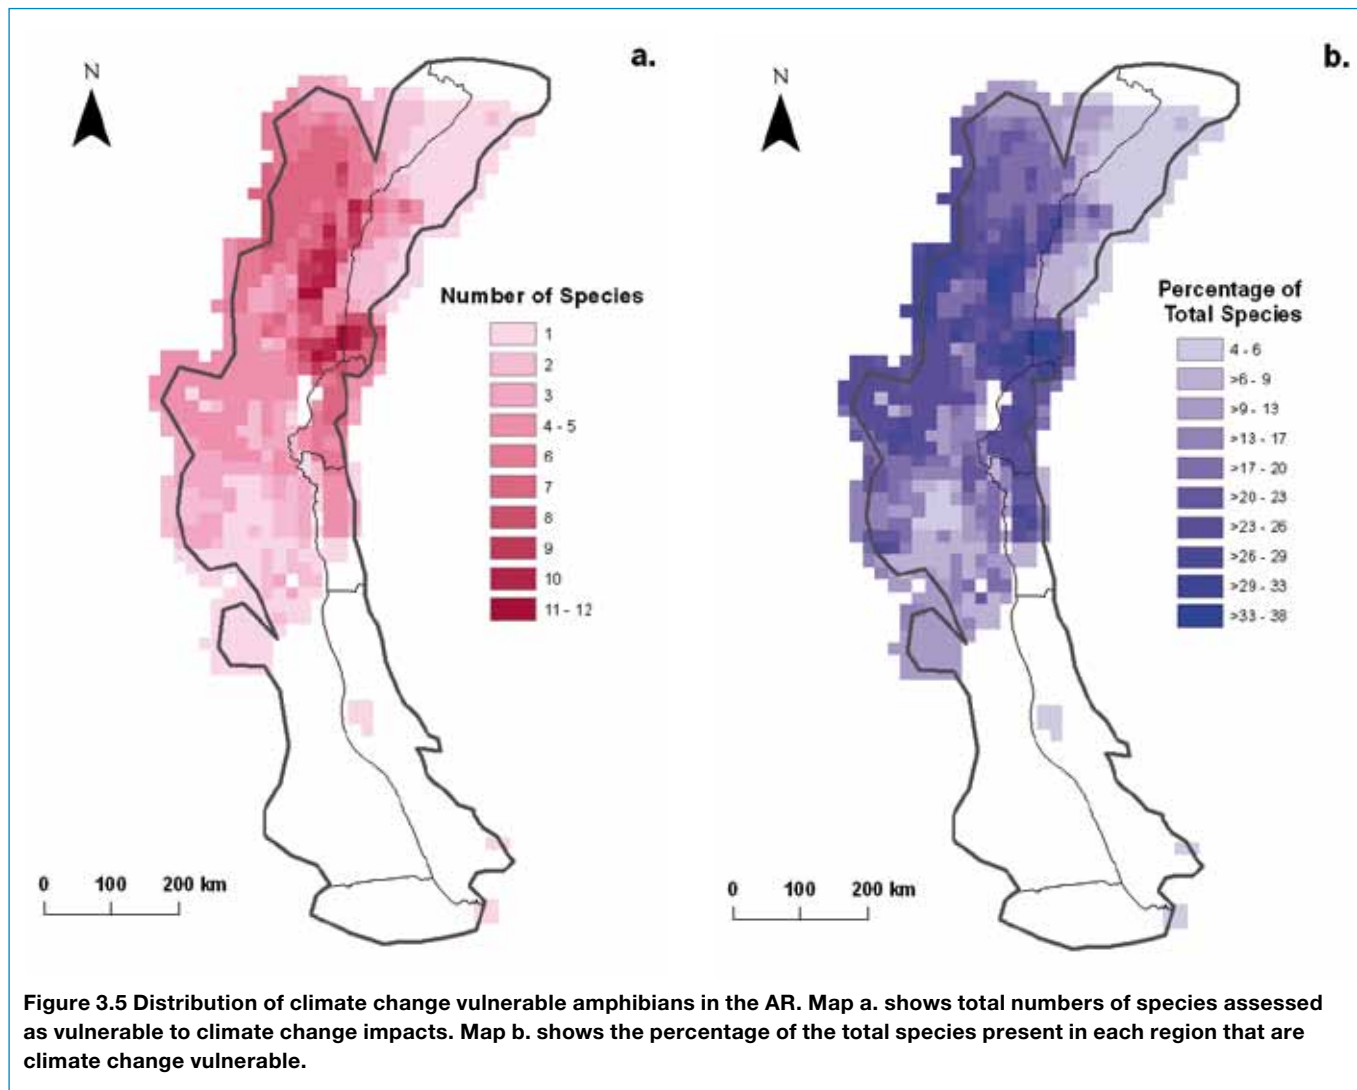 a.
N
Number of Species
1
2
3
4 - 5
6
7
8
9
10
11 - 12
0 100 200 km
b.
N
Percentage of
Total Species
4 - 6
>6 - 9
>9 - 13
>13 - 17
>17 - 20
>20 - 23
>23 - 26
>26 - 29
>29 - 33
>33 - 38
0 100 200 km
Figure 3.5 Distribution of climate change vulnerable amphibians in the AR. Map a. shows total numbers of species assessed
as vulnerable to climate change impacts. Map b. shows the percentage of the total species present in each region that are
climate change vulnerable.